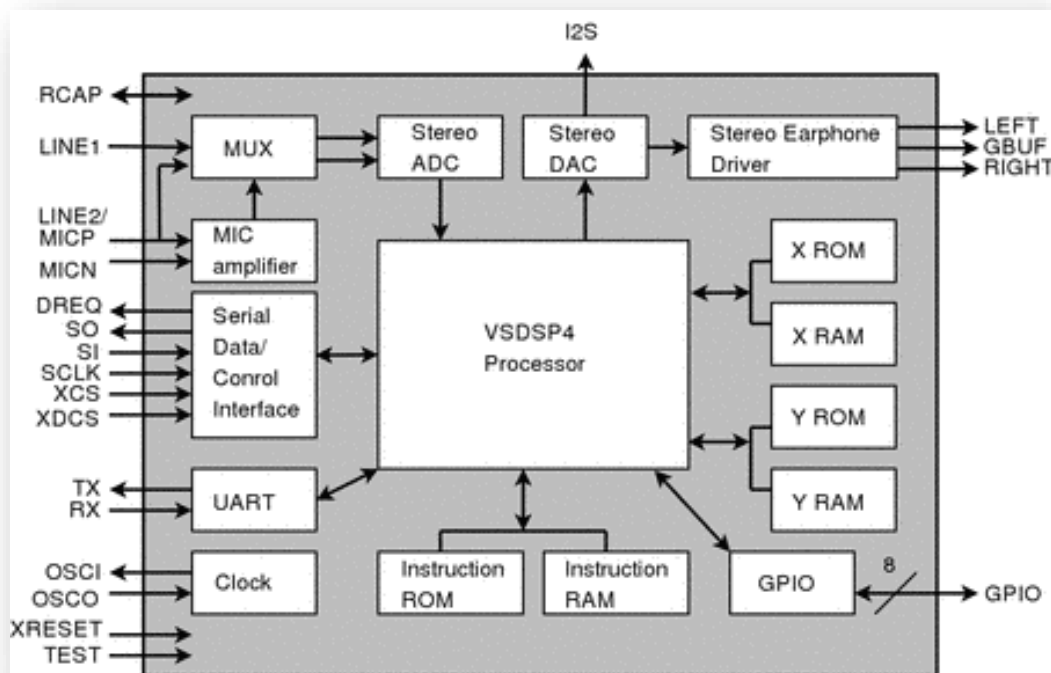 I2S
RCAP
LINE1
LINE2/
MICP
MICN
DREQ
SO
SI
SCLK
XCS
XDCS
TX
RX
OSCI
OSCO
XRESET
TEST
MUX
Stereo
ADC
Stereo
DAC
Stereo Earphone
Driver
LEFT
GBUF
RIGHT
MIC
amplifier
Serial
Data/
Conrol
Interface
VSDSP4
Processor
X ROM
X RAM
Y ROM
Y RAM
UART
Clock
Instruction
ROM
Instruction
RAM
GPIO
8
GPIO